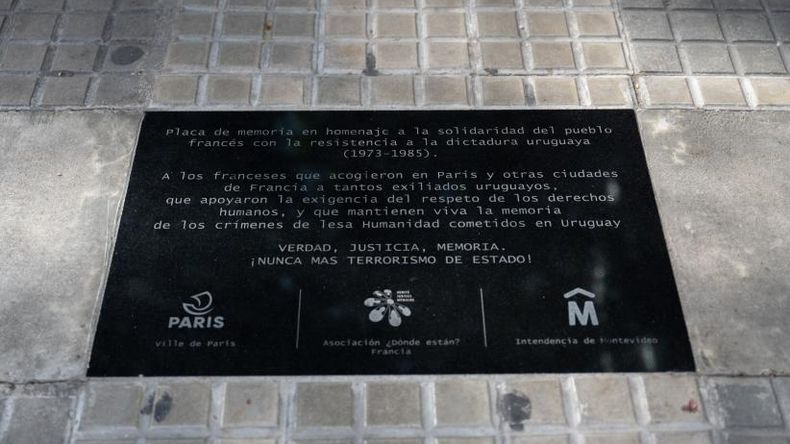 Placa de memoria en homenaje a la solidaridad del pueblo
francés con la resistencia a la dictadura uruguaya
(1973-1985).
A los franceses que acogieron en Paris y otras ciudades
de Francia a tantos exiliados uruguayos,
que apoyaron la exigencia del respeto de los derechos
humanos, y que mantienen viva la memoria
de los crímenes de lesa Humanidad cometidos en Uruguay
VERDAD, JUSTICIA, MEMORIA.
¡NUNCA MAS TERRORISMO DE ESTADO!
PARIS
Ville de Paris
Asociación ¿Dónde están?
Francia
M
Intendencia de Montevideo